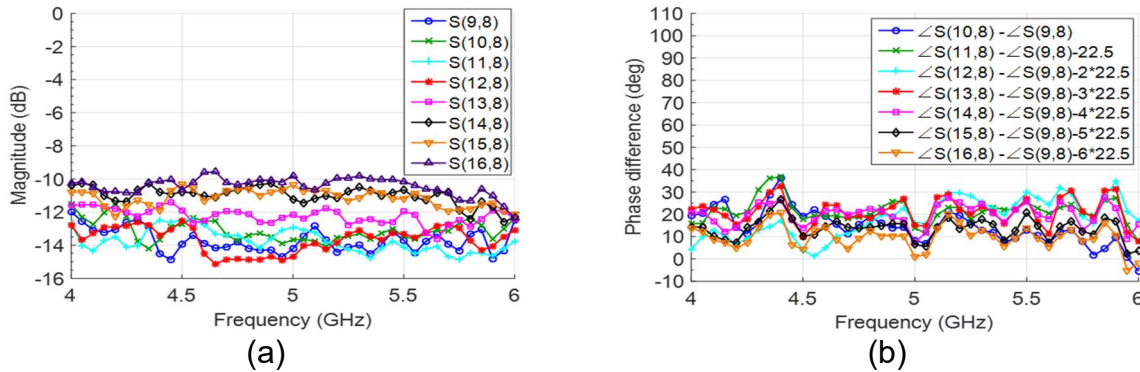 0
-2
-4
-6
-8
-10
-12
-14
-16
4
4.5
5
5.5
6
Magnitude (dB)
Frequency (GHz)
S(9,8)
S(10,8)
S(11,8)
S(12,8)
S(13,8)
S(14,8)
S(15,8)
S(16,8)
(a)
110
100
90
80
70
60
50
40
30
20
10
0
-10
4
4.5
5
5.5
6
Phase difference (deg)
Frequency (GHz)
∠S(10,8) -∠S(9,8)
∠S(11,8) -∠S(9,8)-22.5
∠S(12,8) -∠S(9,8)-2*22.5
∠S(13,8) -∠S(9,8)-3*22.5
∠S(14,8) -∠S(9,8)-4*22.5
∠S(15,8) -∠S(9,8)-5*22.5
∠S(16,8) -∠S(9,8)-6*22.5
(b)